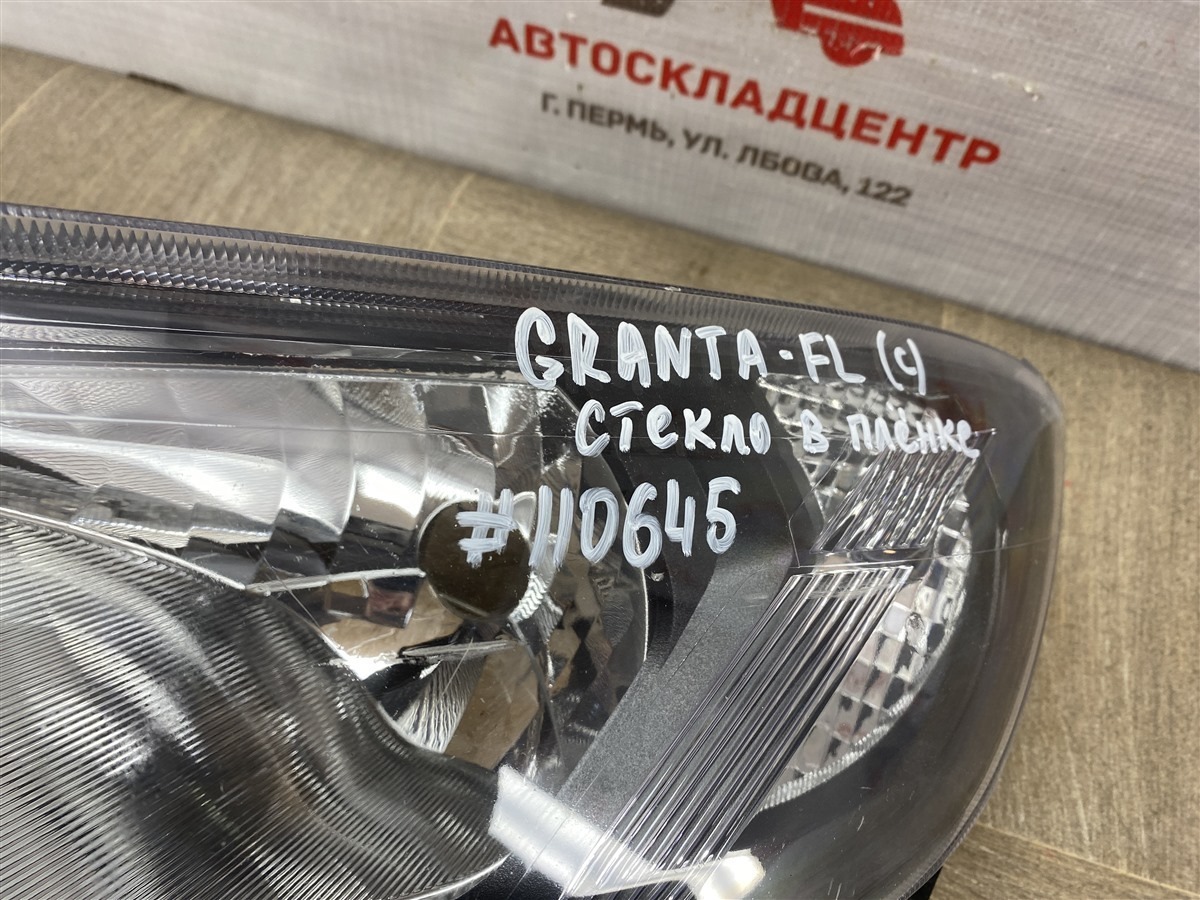 АВТОСКЛАДЦЕНТР
Г. ПЕРМЬ, УЛ. ЛБОВА, 122
GRANTA-FL (С)
СТЕКЛО В ПЛЁНКЕ
#110645